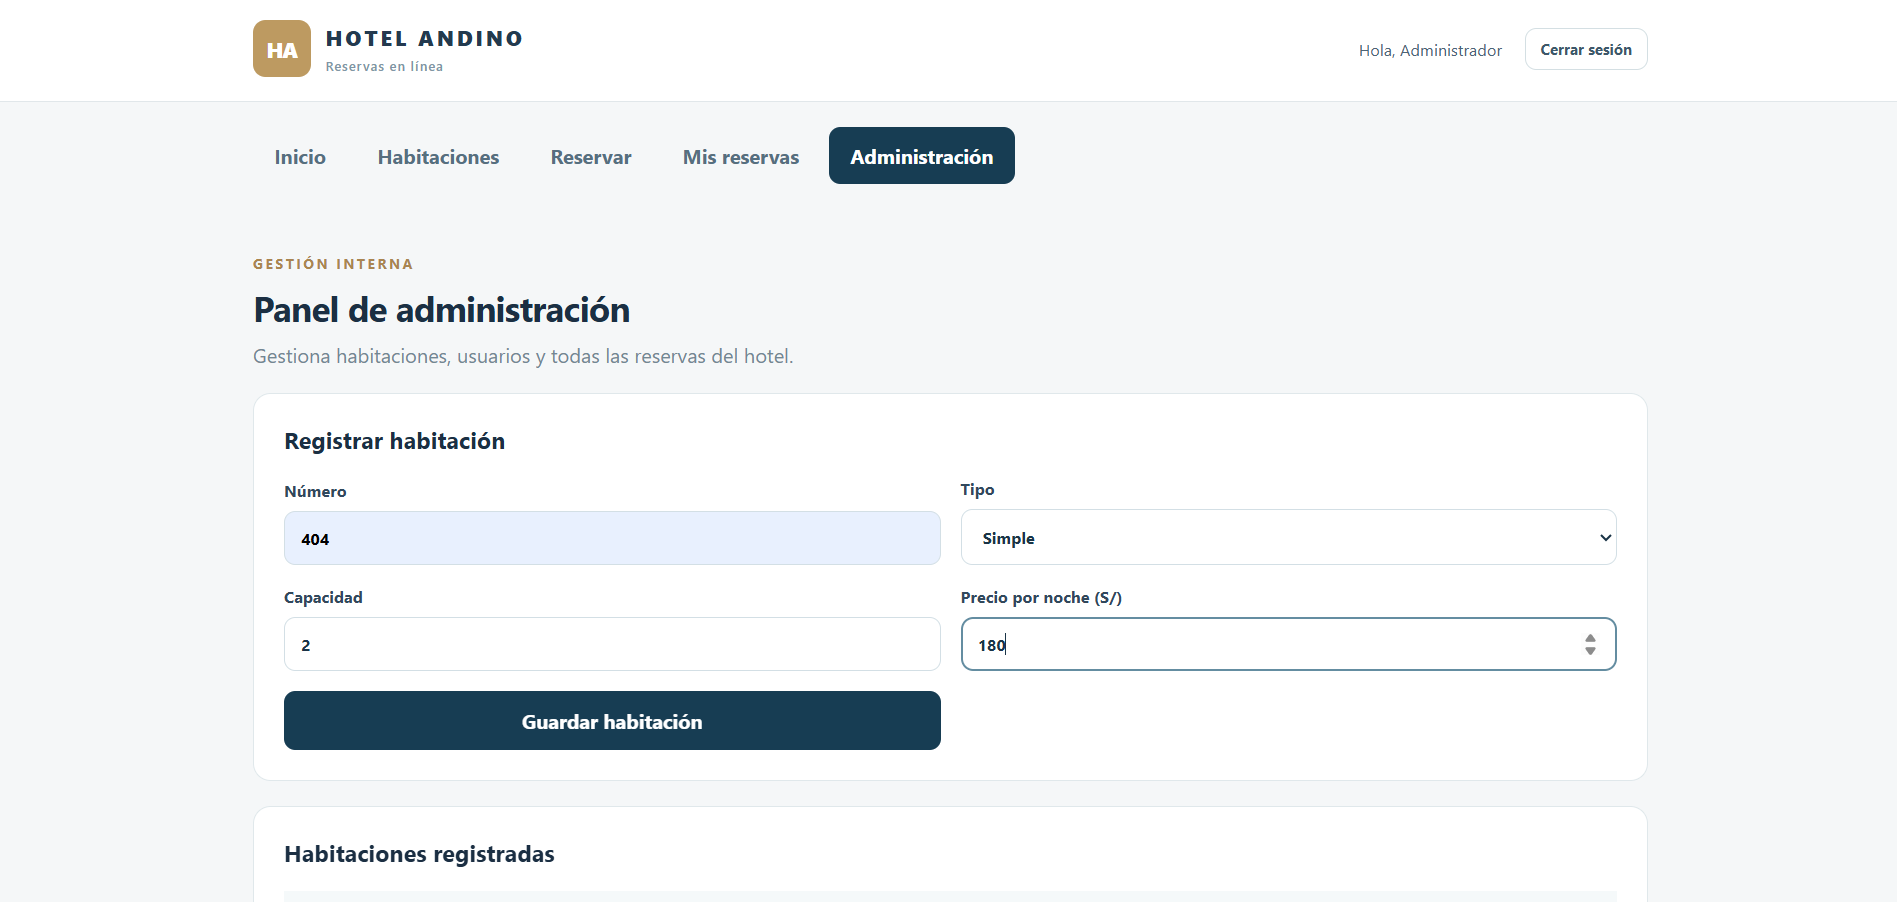 HA
HOTEL ANDINO
Reservas en línea
Hola, Administrador
Cerrar sesión
Inicio
Habitaciones
Reservar
Mis reservas
Administración
GESTIÓN INTERNA
Panel de administración
Gestiona habitaciones, usuarios y todas las reservas del hotel.
Registrar habitación
Número
404
Tipo
Simple
Capacidad
2
Precio por noche (S/)
180
Guardar habitación
Habitaciones registradas